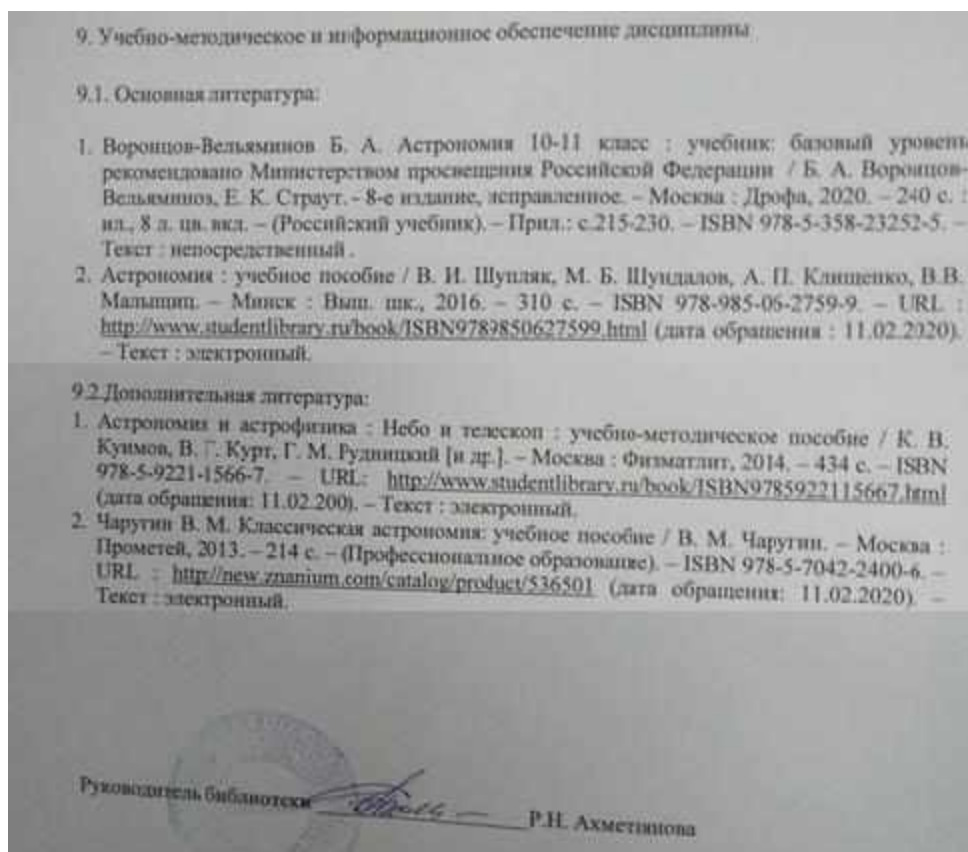 9. Учебно-методическое и информационное обеспечение дисциплины
9.1. Основная литература:
1. Воронцов-Вельяминов Б. А. Астрономия 10-11 класс : учебник: базовый уровень
рекомендовано Министерством просвещения Российской Федерации / Б. А. Воронцов-
Вельяминов, Е. К. Страут. - 8-е издание, исправленное. – Москва : Дрофа, 2020. – 240 с. :
ил., 8 л. цв. вкл. – (Российский учебник). – Прил.: с.215-230. – ISBN 978-5-358-23252-5. –
Текст : непосредственный .
2. Астрономия : учебное пособие / В. И. Шупляк, М. Б. Шундалов, А. П. Клищенко, В.В.
Малыщиц. – Минск : Выш. шк., 2016. – 310 с. – ISBN 978-985-06-2759-9. – URL :
http://www.studentlibrary.ru/book/ISBN9789850627599.html (дата обращения : 11.02.2020).
– Текст : электронный.
9.2.Дополнительная литература:
1. Астрономия и астрофизика : Небо и телескоп : учебно-методическое пособие / К. В.
Куимов, В. Г. Курт, Г. М. Рудницкий [и др.]. – Москва : Физматлит, 2014. – 434 с. – ISBN
978-5-9221-1566-7. – URL: http://www.studentlibrary.ru/book/ISBN9785922115667.html
(дата обращения: 11.02.200). – Текст : электронный.
2. Чаругин В. М. Классическая астрономия: учебное пособие / В. М. Чаругин. – Москва :
Прометей, 2013. – 214 с. – (Профессиональное образование). – ISBN 978-5-7042-2400-6. –
URL : http://new.znanium.com/catalog/product/536501 (дата обращения: 11.02.2020). –
Текст : электронный.
Руководитель библиотеки Р.Н. Ахметянова